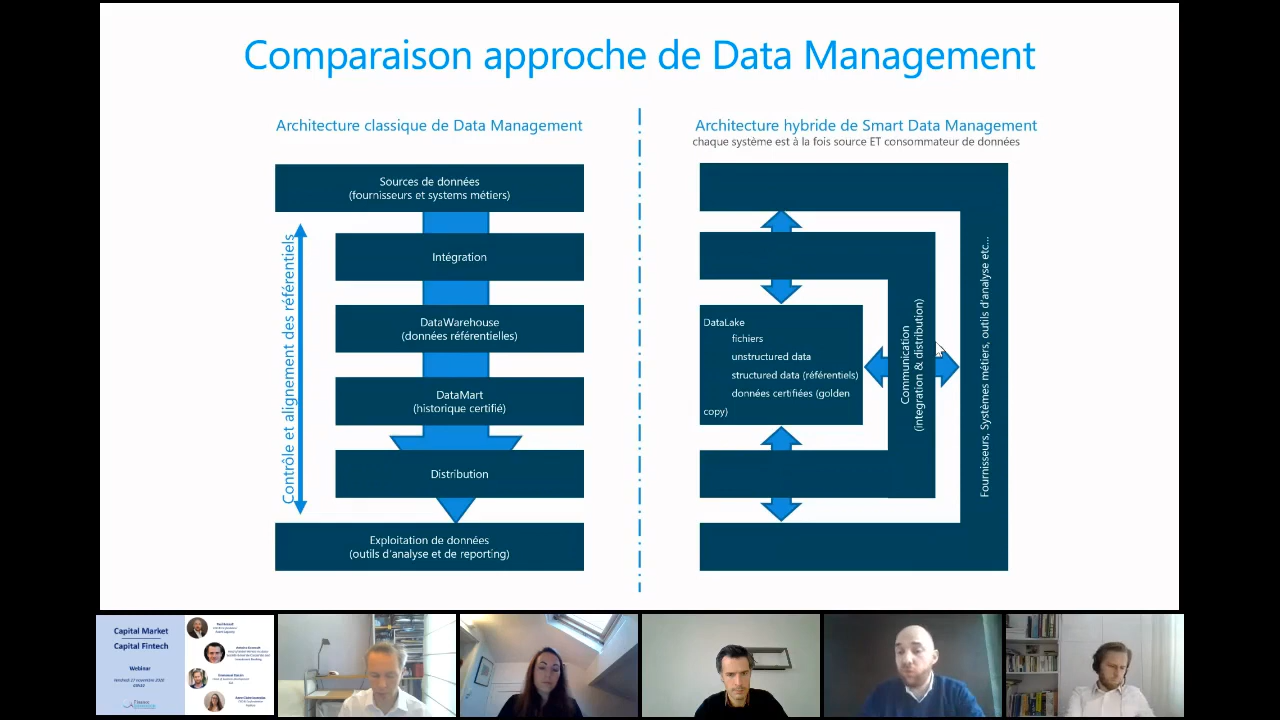 Comparaison approche de Data Management
Architecture classique de Data Management
Sources de données
(fournisseurs et systems métiers)
Contrôle et alignement des référentiels
Intégration
DataWarehouse
(données référentielles)
DataMart
(historique certifié)
Distribution
Exploitation de données
(outils d'analyse et de reporting)
Architecture hybride de Smart Data Management
chaque système est à la fois source ET consommateur de données
DataLake
fichiers
unstructured data
structured data (référentiels)
données certifiées (golden
copy)
Communication
(integration & distribution)
Fournisseurs, Systèmes métiers, outils d'analyse etc...
Capital Market
Capital Fintech
Webinar